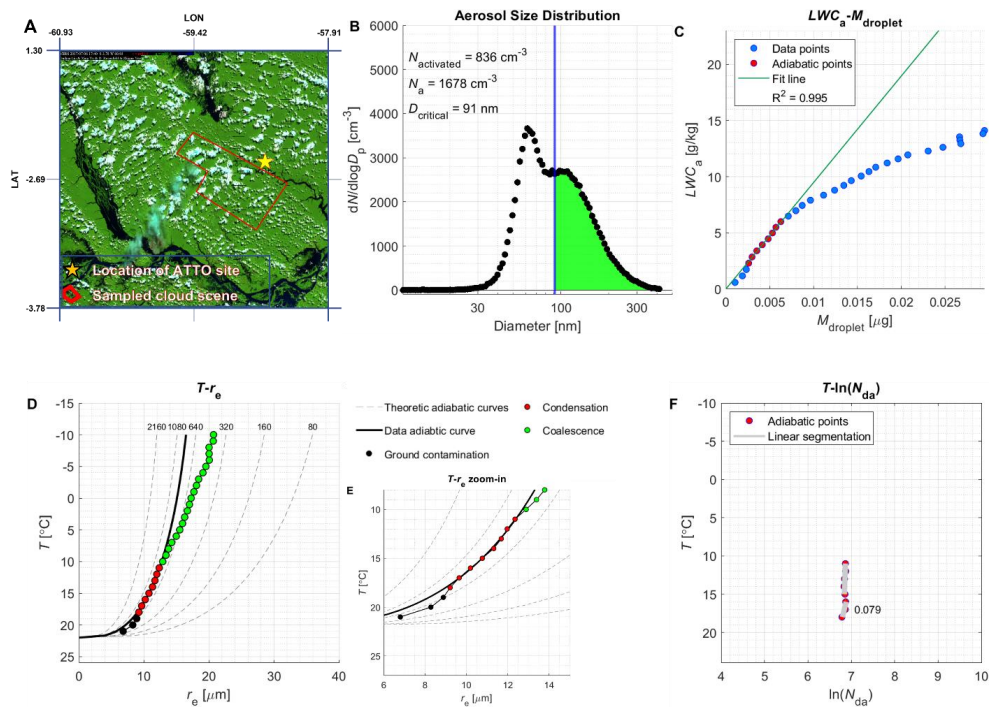 A
LON
-60.93
-59.42
-57.91
1.30
LAT
-2.69
-3.78
Location of ATTO site
Sampled cloud scene
B
Aerosol Size Distribution
N_activated = 836 cm^-3
N_a = 1678 cm^-3
D_critical = 91 nm
dN/dlogD_p [cm^-3]
6000
5000
4000
3000
2000
1000
0
30
100
300
Diameter [nm]
C
LWC_a-M_droplet
Data points
Adiabatic points
Fit line
R^2 = 0.995
LWC_a [g/kg]
20
15
10
5
0
0
0.005
0.01
0.015
0.02
0.025
M_droplet [μg]
D
T-r_e
2160
1080
640
320
160
80
T [°C]
-15
-10
-5
0
5
10
15
20
25
0
10
20
30
40
r_e [μm]
Theoretic adiabatic curves
Data adiabtic curve
Ground contamination
Condensation
Coalescence
E
T-r_e zoom-in
T [°C]
10
15
20
25
6
8
10
12
14
r_e [μm]
F
T-ln(N_da)
Adiabatic points
Linear segmentation
T [°C]
-10
-5
0
5
10
15
20
0.079
4
5
6
7
8
9
10
ln(N_da)